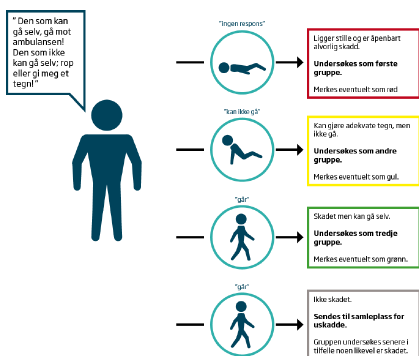 "Den som kan
gå selv, gå mot
ambulansen!
Den som ikke
kan gå selv; rop
eller gi meg et
tegn!"
"ingen respons"
Ligger stille og er åpenbart
alvorlig skadd.
Undersøkes som første
gruppe.
Merkes eventuelt som rød
"kan ikke gå"
Kan gjøre adekvate tegn, men
ikke gå.
Undersøkes som andre
gruppe.
Merkes eventuelt som gul.
"går"
Skadet men kan gå selv.
Undersøkes som tredje
gruppe.
Merkes eventuelt som grønn.
"går"
Ikke skadet.
Sendes til samleplass for
uskadde.
Gruppen undersøkes senere i
tilfelle noen likevel er skadet.